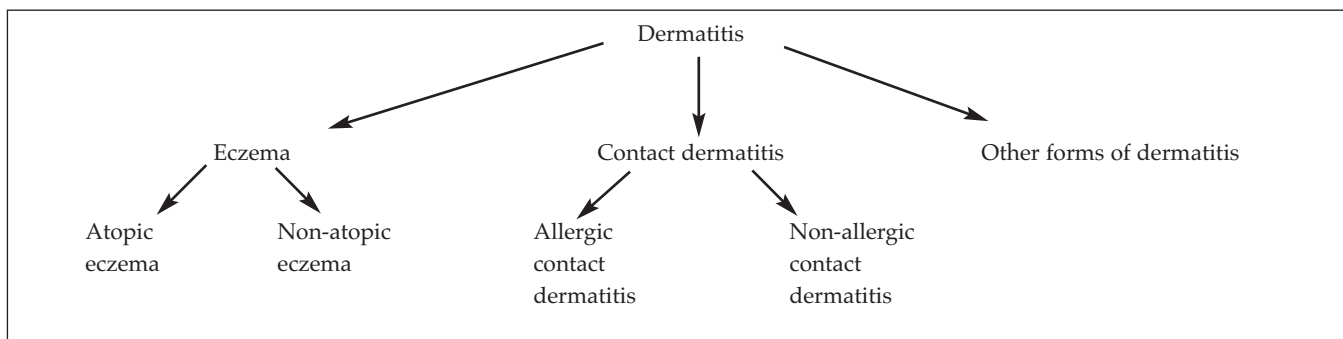 Dermatitis
Eczema
Contact dermatitis
Other forms of dermatitis
Atopic
eczema
Non-atopic
eczema
Allergic
contact
dermatitis
Non-allergic
contact
dermatitis